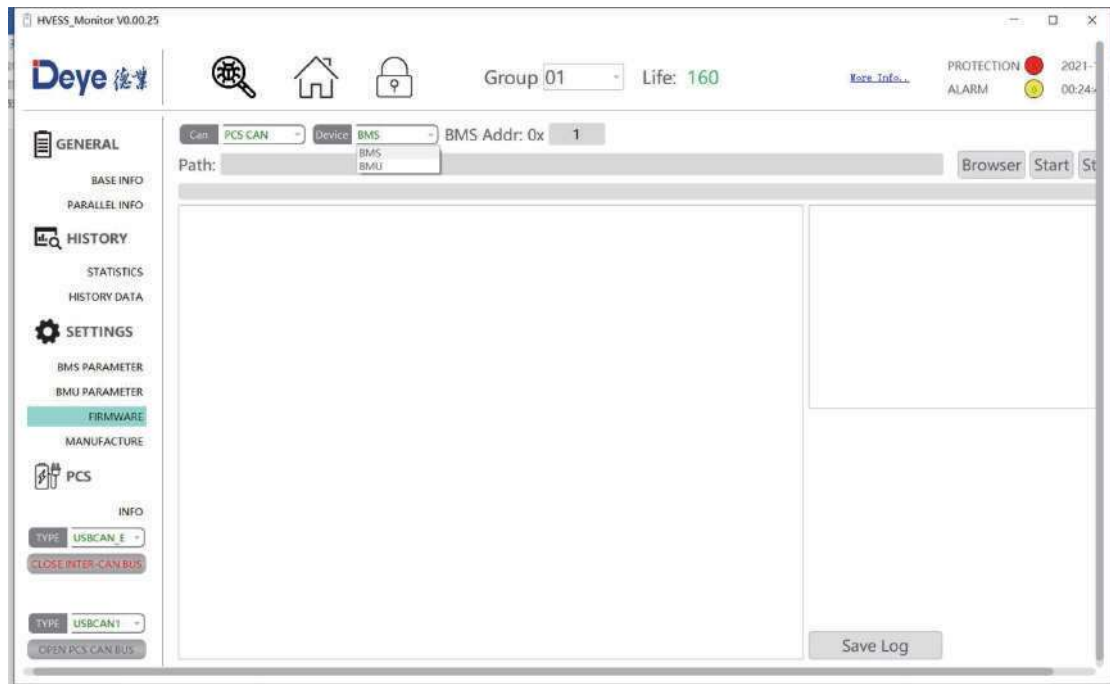 HVESS_Monitor V0.00.25
Deye 德業
Group 01 Life: 160
More Info...
PROTECTION
ALARM
2021-
00:24:
GENERAL
BASE INFO
PARALLEL INFO
HISTORY
STATISTICS
HISTORY DATA
SETTINGS
BMS PARAMETER
BMU PARAMETER
FIRMWARE
MANUFACTURE
PCS
INFO
TYPE USBCAN_E
CLOSE INTER-CAN BUS
TYPE USBCAN1
OPEN PCS CAN BUS
Can PCS CAN Device BMS BMS Addr: 0x 1
BMS
BMU
Path: Browser Start St
Save Log